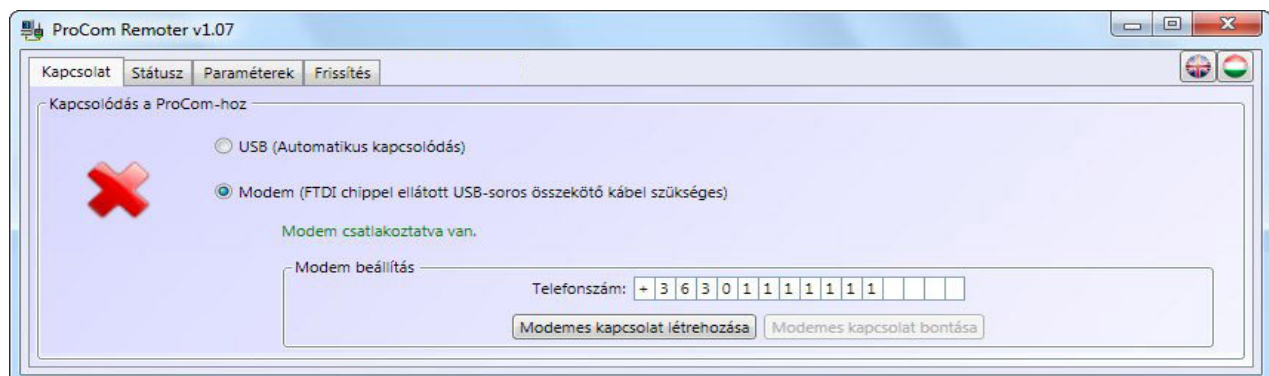 ProCom Remoter v1.07
Kapcsolat Státusz Paraméterek Frissítés
Kapcsolódás a ProCom-hoz
USB (Automatikus kapcsolódás)
Modem (FTDI chippel ellátott USB-soros összekötő kábel szükséges)
Modem csatlakoztatva van.
Modem beállítás
Telefonszám: +36301111111
Modemes kapcsolat létrehozása Modemes kapcsolat bontása